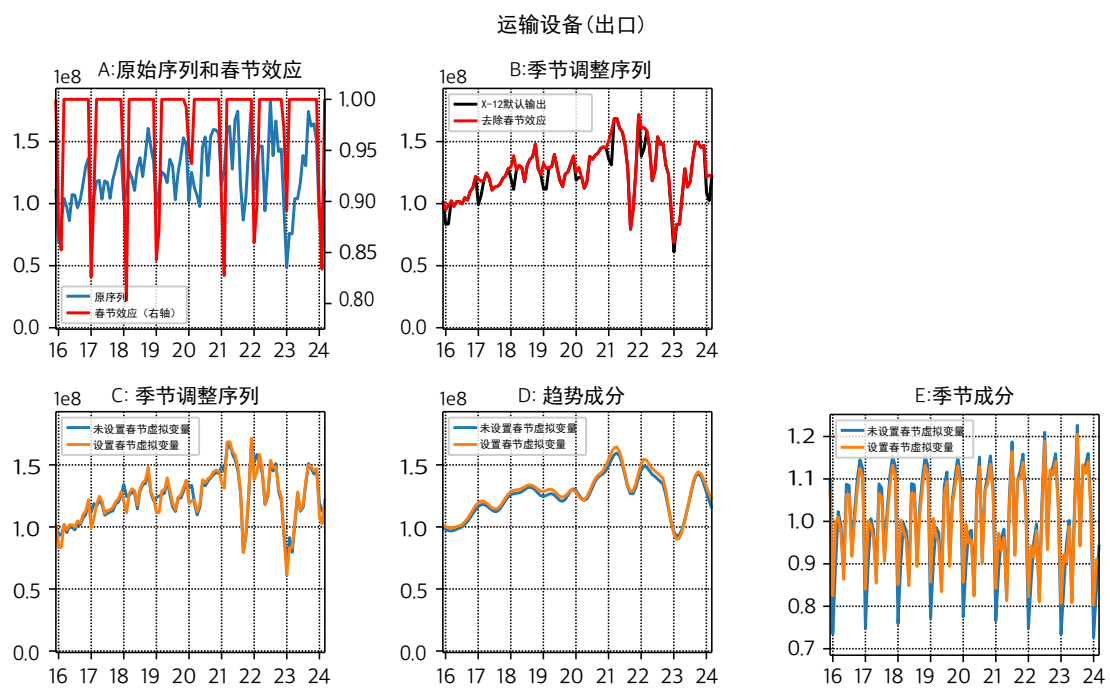 运输设备(出口)
A:原始序列和春节效应
1e8
1.5
1.0
0.5
0.0
1.00
0.95
0.90
0.85
0.80
原序列
春节效应（右轴）
16 17 18 19 20 21 22 23 24
B:季节调整序列
1e8
1.5
1.0
0.5
0.0
X-12默认输出
去除春节效应
16 17 18 19 20 21 22 23 24
C: 季节调整序列
1e8
1.5
1.0
0.5
0.0
未设置春节虚拟变量
设置春节虚拟变量
16 17 18 19 20 21 22 23 24
D: 趋势成分
1e8
1.5
1.0
0.5
0.0
未设置春节虚拟变量
设置春节虚拟变量
16 17 18 19 20 21 22 23 24
E:季节成分
1.2
1.1
1.0
0.9
0.8
0.7
未设置春节虚拟变量
设置春节虚拟变量
16 17 18 19 20 21 22 23 24